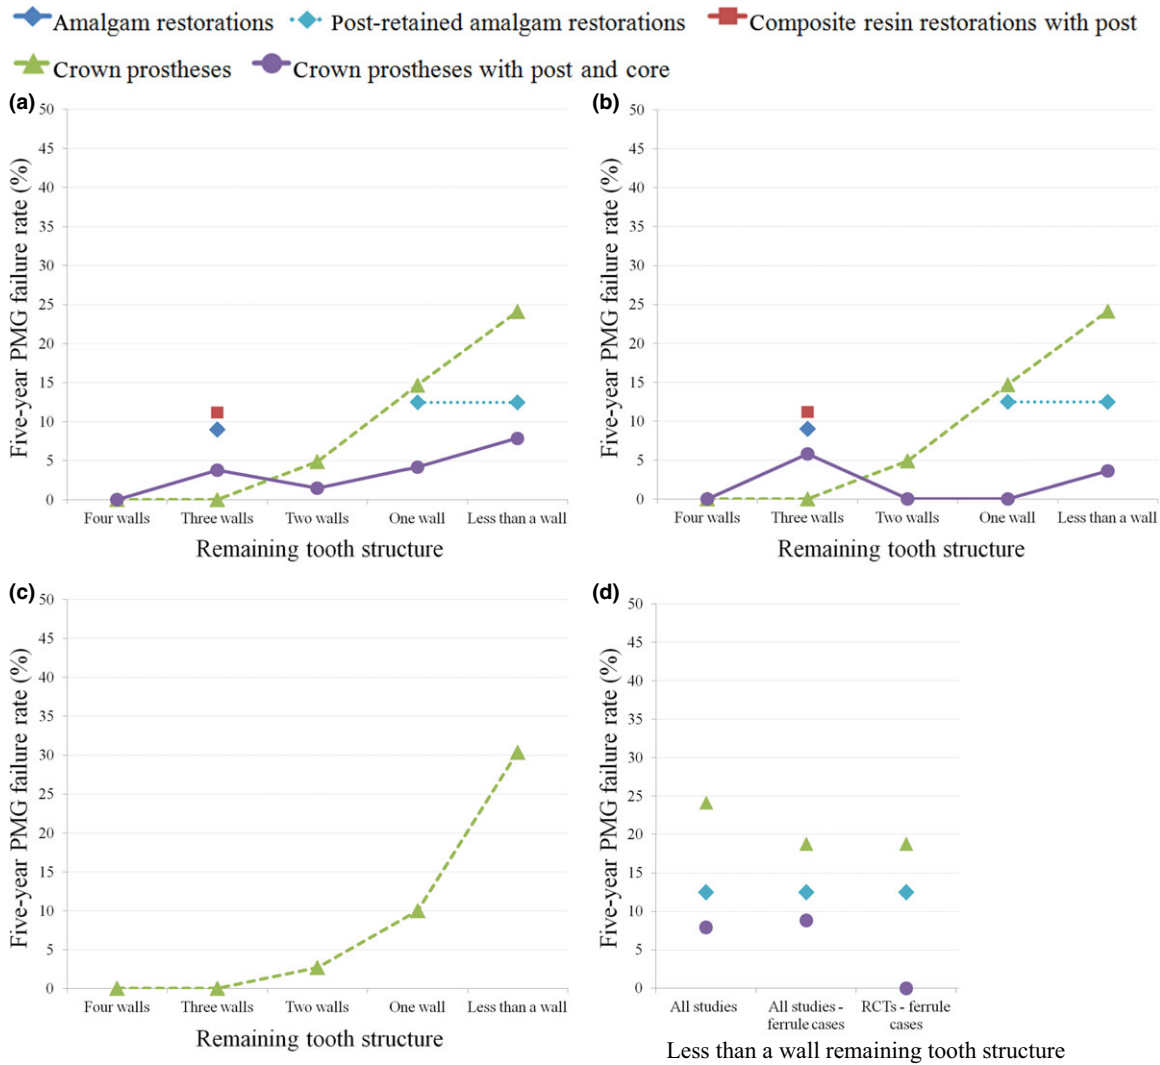 Amalgam restorations Post-retained amalgam restorations Composite resin restorations with post
Crown prostheses Crown prostheses with post and core
(a)
Five-year PMG failure rate (%)
50
45
40
35
30
25
20
15
10
5
0
Four walls Three walls Two walls One wall Less than a wall
Remaining tooth structure
(b)
Five-year PMG failure rate (%)
50
45
40
35
30
25
20
15
10
5
0
Four walls Three walls Two walls One wall Less than a wall
Remaining tooth structure
(c)
Five-year PMG failure rate (%)
50
45
40
35
30
25
20
15
10
5
0
Four walls Three walls Two walls One wall Less than a wall
Remaining tooth structure
(d)
Five-year PMG failure rate (%)
50
45
40
35
30
25
20
15
10
5
0
All studies All studies - RCTs - ferrule
ferrule cases cases
Less than a wall remaining tooth structure